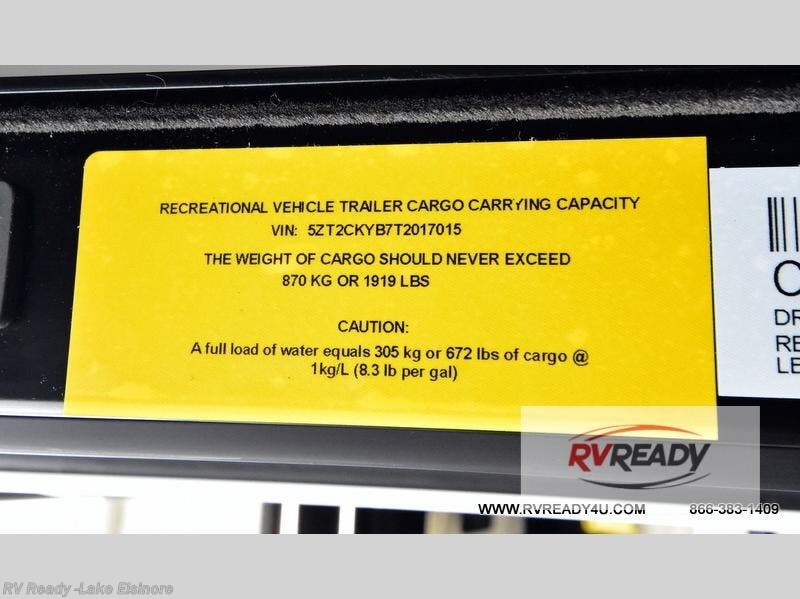 RECREATIONAL VEHICLE TRAILER CARGO CARRYING CAPACITY
VIN: 5ZT2CKYB7T2017015
THE WEIGHT OF CARGO SHOULD NEVER EXCEED
870 KG OR 1919 LBS
CAUTION:
A full load of water equals 305 kg or 672 lbs of cargo @
1kg/L (8.3 lb per gal)
DR
RE
LE
RVREADY
WWW.RVREADY4U.COM 866-383-1409
RV Ready -Lake Elsinore